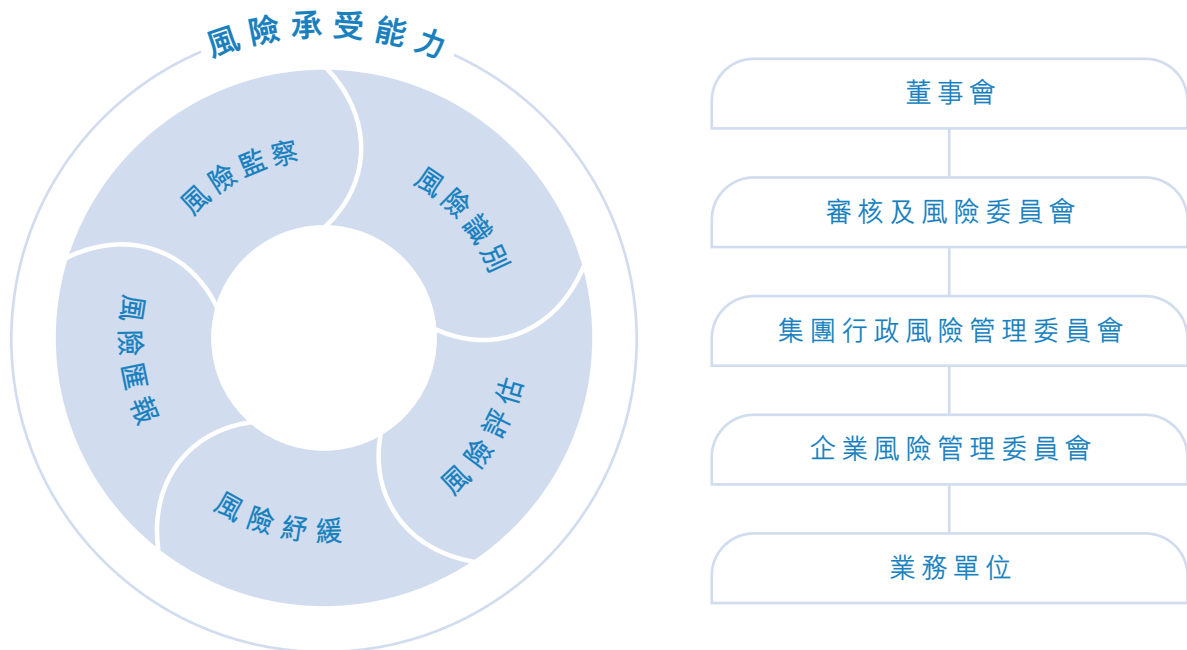 風險承受能力
風險識別
風險評估
風險紓緩
風險匯報
風險監察
董事會
審核及風險委員會
集團行政風險管理委員會
企業風險管理委員會
業務單位